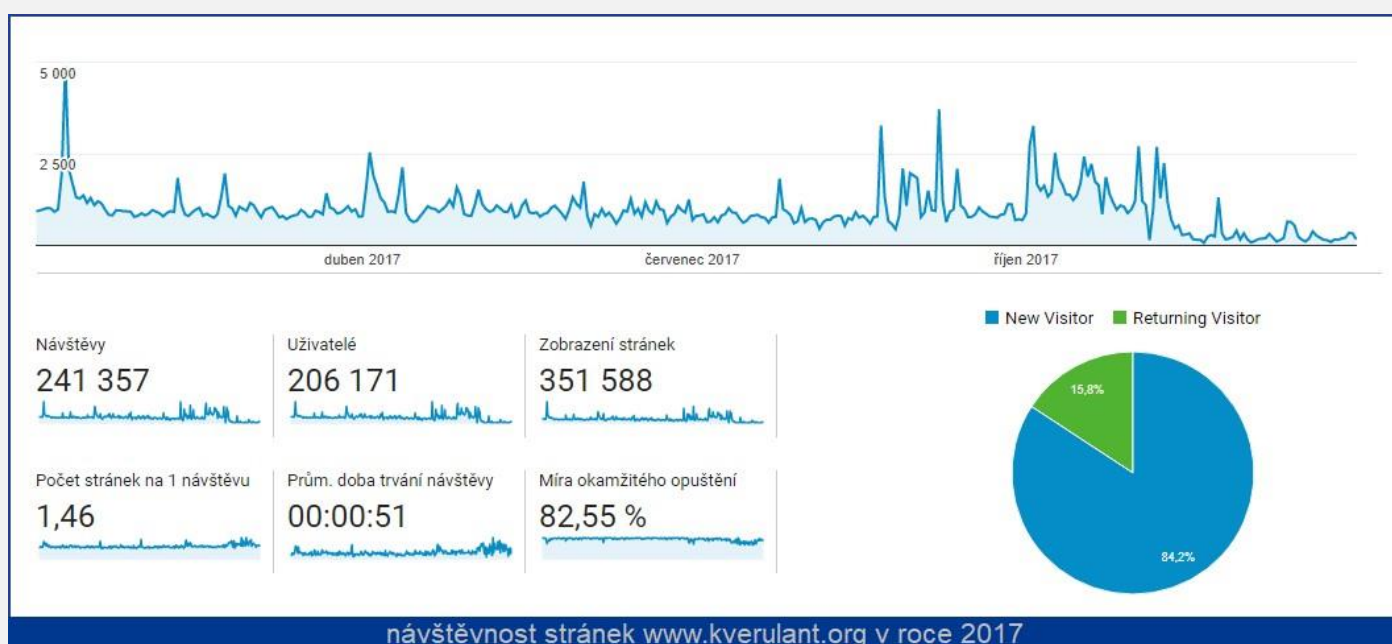 5 000
2 500
duben 2017
červenec 2017
říjen 2017
New Visitor
Returning Visitor
Návštěvy
241 357
Uživatelé
206 171
Zobrazení stránek
351 588
Počet stránek na 1 návštěvu
1,46
Prům. doba trvání návštěvy
00:00:51
Míra okamžitého opuštění
82,55 %
15,8%
84,2%
návštěvnost stránek www.kverulant.org v roce 2017